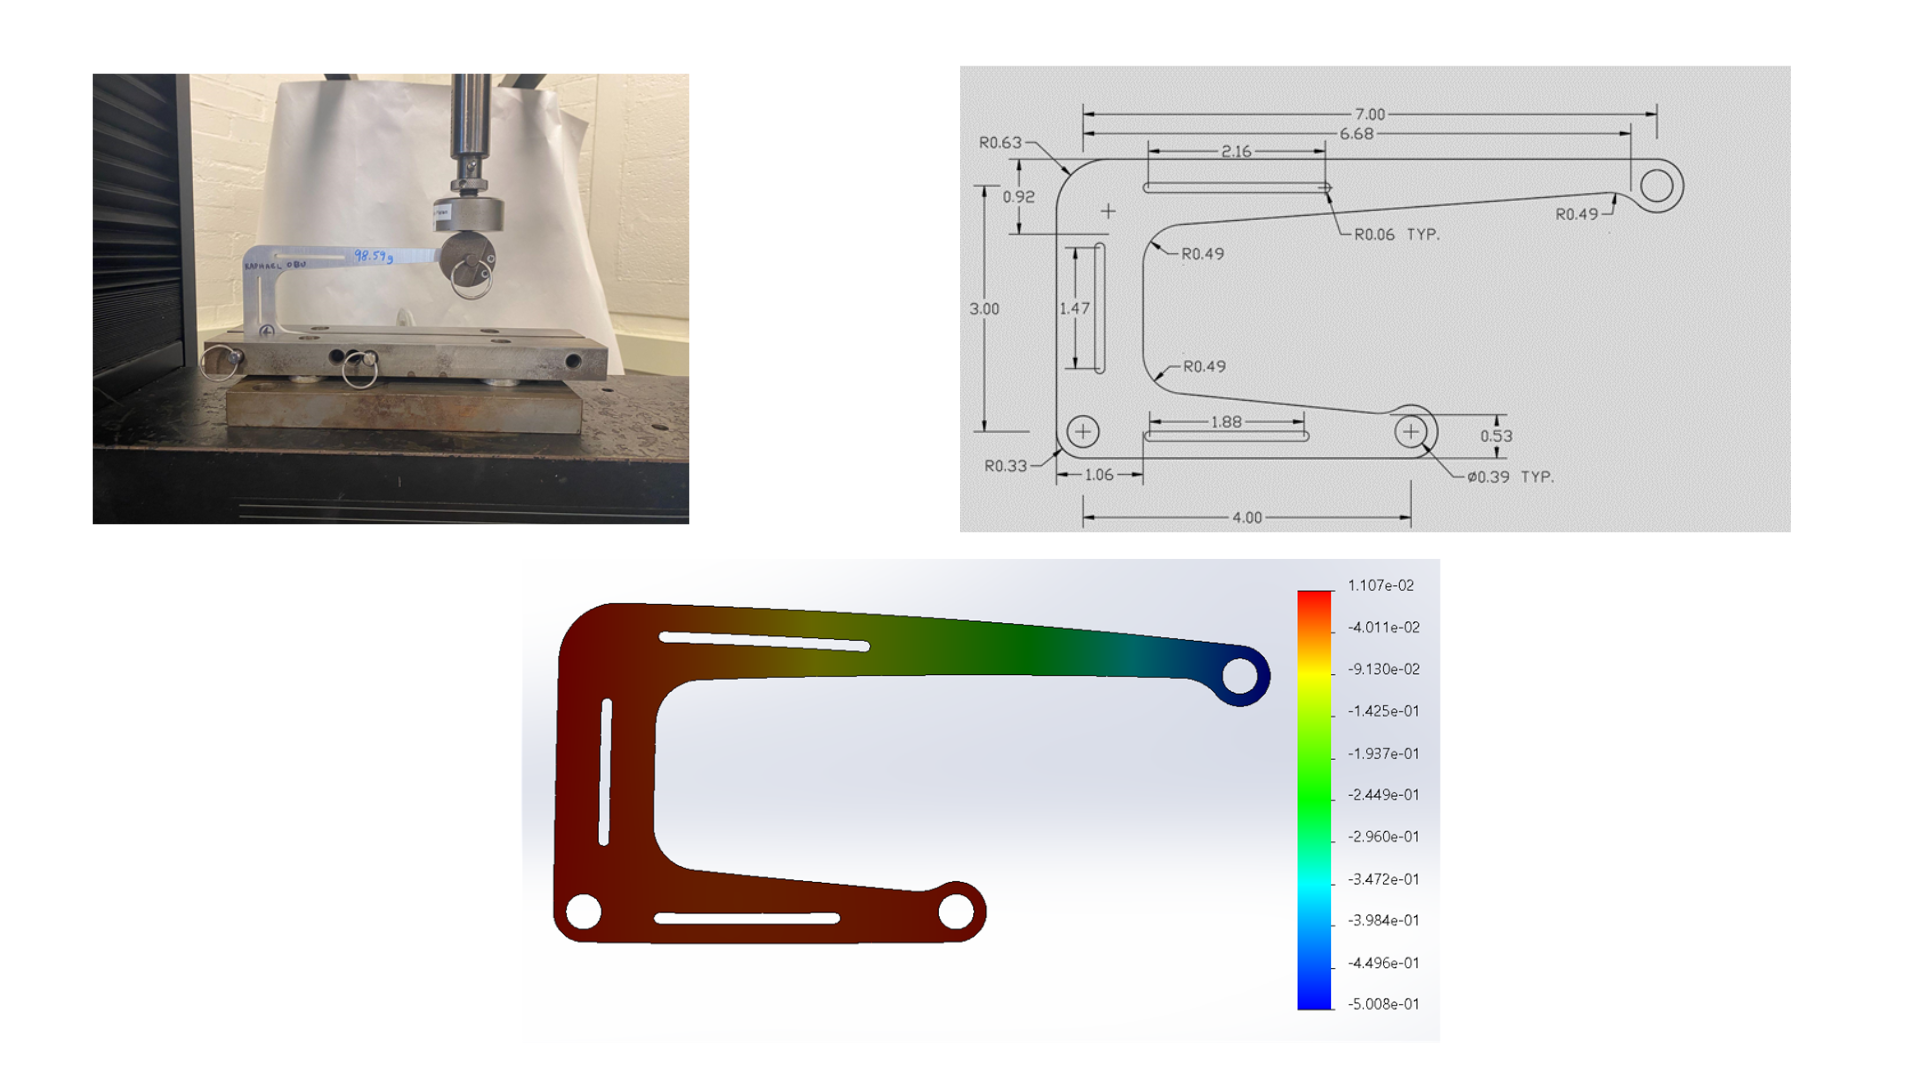 98.59g
RAPHAEL OBU
7.00
6.68
R0.63
2.16
0.92
R0.49
R0.06 TYP.
R0.49
1.47
3.00
R0.49
1.88
0.53
R0.33
1.06
ø0.39 TYP.
4.00
1.107e-02
-4.011e-02
-9.130e-02
-1.425e-01
-1.937e-01
-2.449e-01
-2.960e-01
-3.472e-01
-3.984e-01
-4.496e-01
-5.008e-01